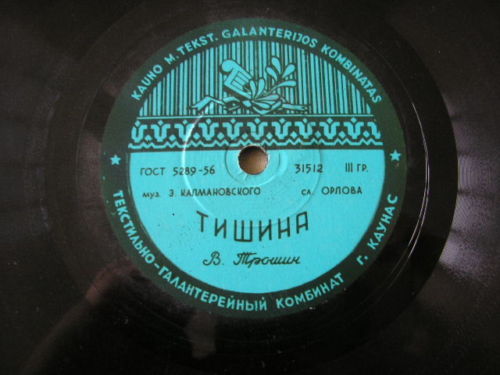 KAUNO M. TEKST. GALANTERIJOS KOMBINATAS
ГОСТ 5289-56 31512 III ГР.
муз. Э. КАЛМАНОВСКОГО сл. ОРЛОВА
ТИШИНА
В. Трошин
ТЕКСТИЛЬНО-ГАЛАНТЕРЕЙНЫЙ КОМБИНАТ Г. КАУНАС